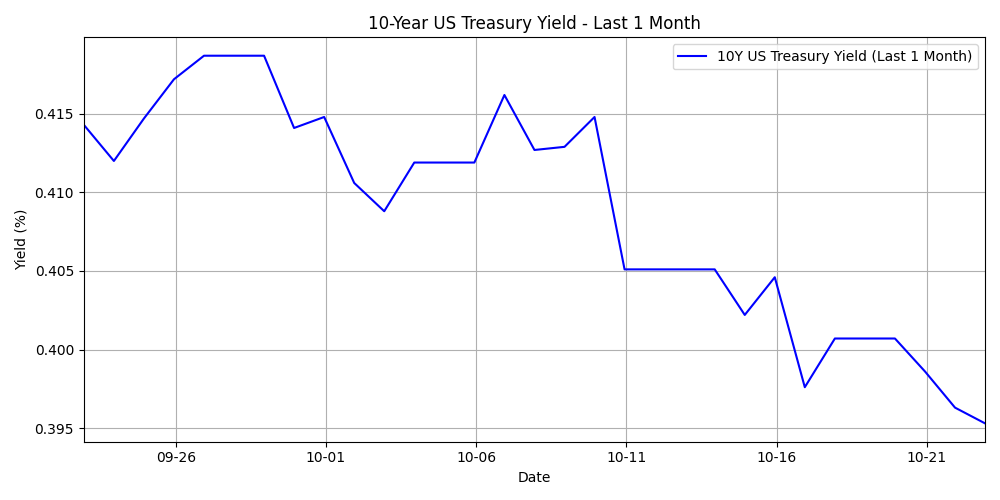 10-Year US Treasury Yield - Last 1 Month
10Y US Treasury Yield (Last 1 Month)
Yield (%)
0.415
0.410
0.405
0.400
0.395
09-26
10-01
10-06
10-11
10-16
10-21
Date